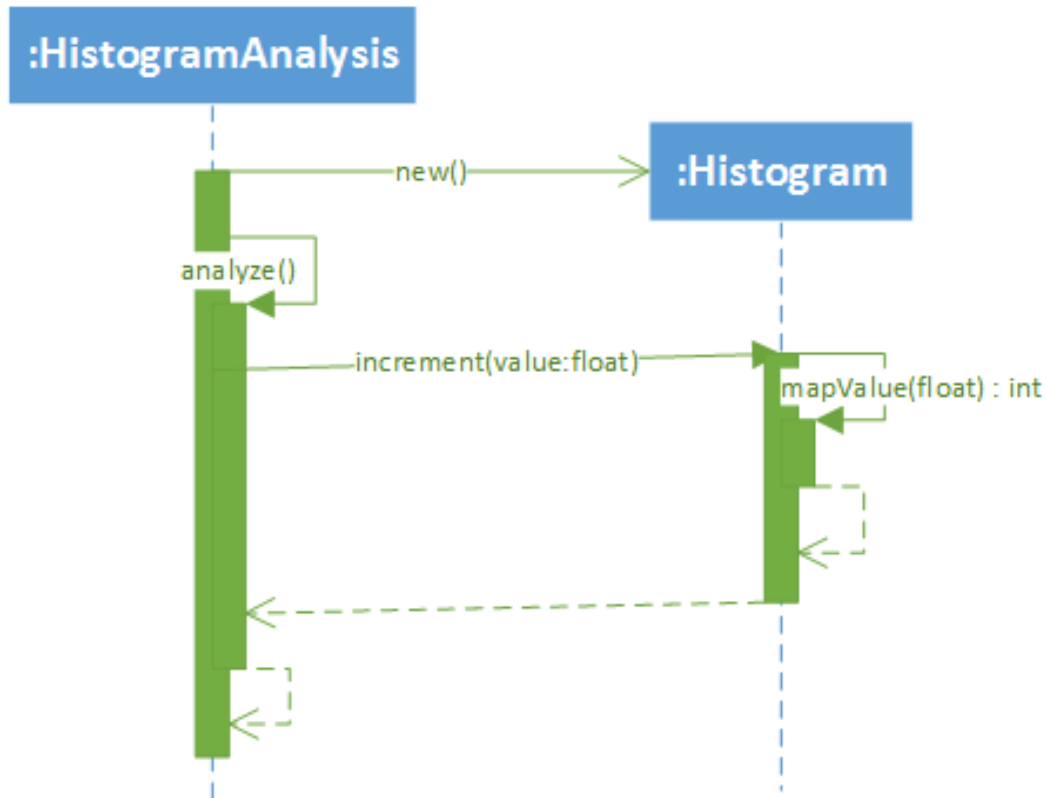 :HistogramAnalysis
new()
:Histogram
analyze()
increment(value:float)
mapValue(float) : int